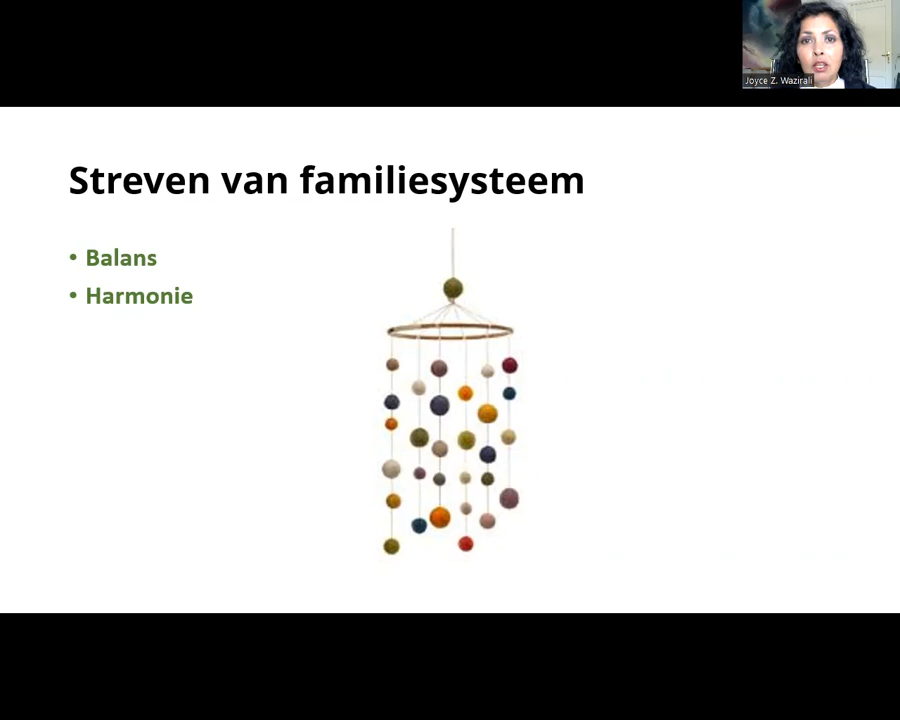 Joyce Z. Wazirali
Streven van familiesysteem
• Balans
• Harmonie